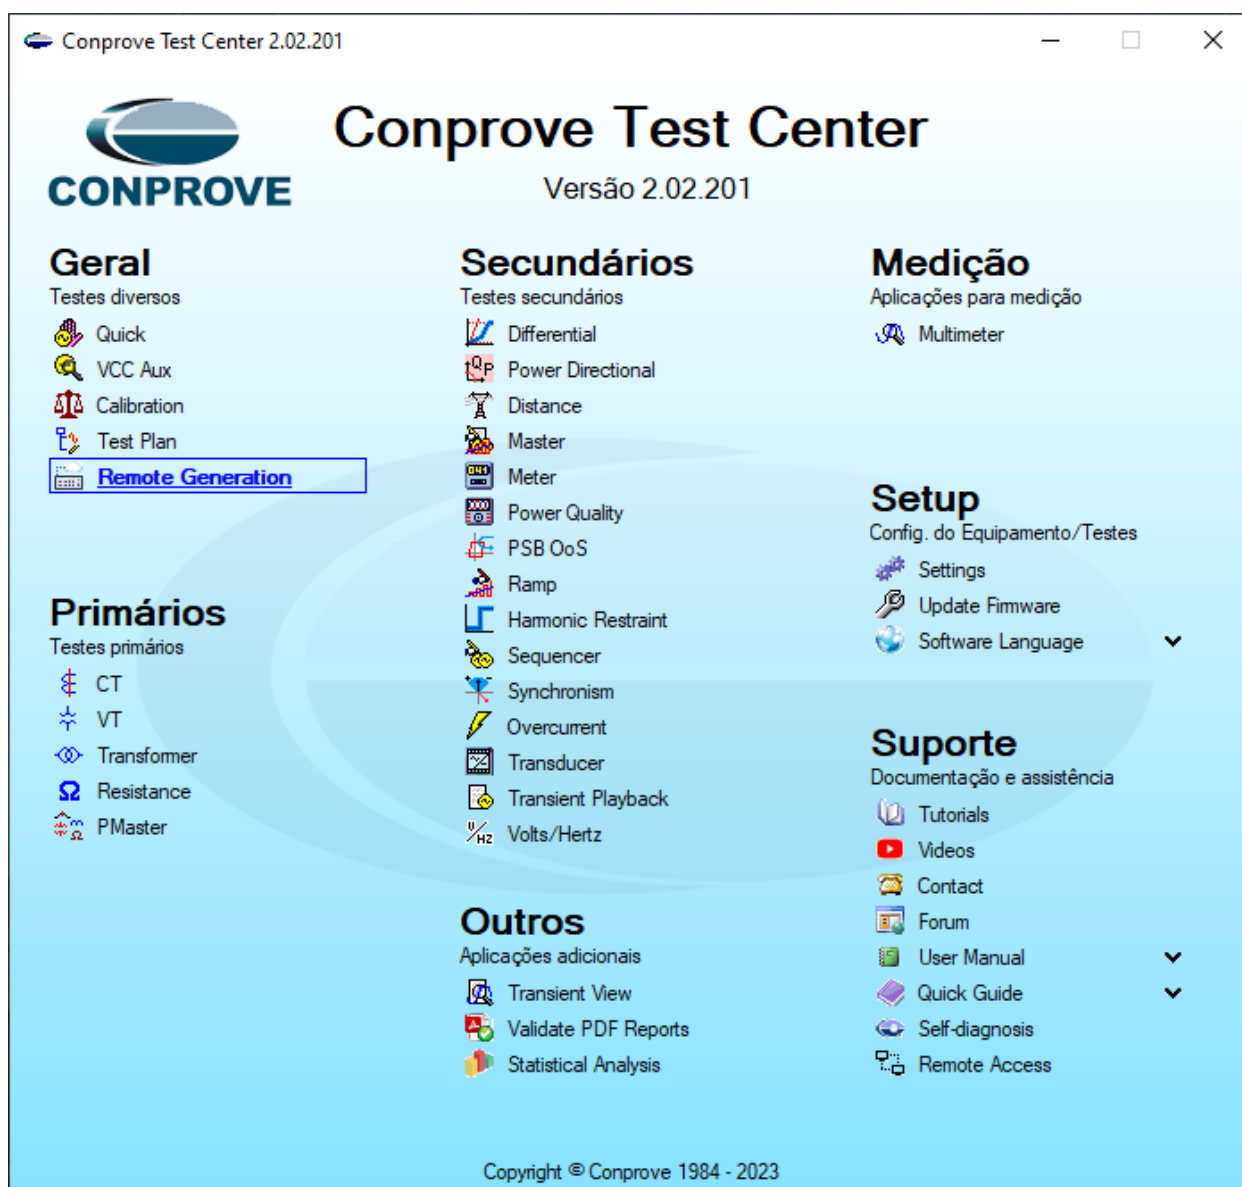 Conprove Test Center 2.02.201
CONPROVE
Conprove Test Center
Versão 2.02.201
Geral
Testes diversos
Quick
VCC Aux
Calibration
Test Plan
Remote Generation
Primários
Testes primários
CT
VT
Transformer
Resistance
PMaster
Secundários
Testes secundários
Differential
Power Directional
Distance
Master
Meter
Power Quality
PSB OoS
Ramp
Harmonic Restraint
Sequencer
Synchronism
Overcurrent
Transducer
Transient Playback
Volts/Hertz
Outros
Aplicações adicionais
Transient View
Validate PDF Reports
Statistical Analysis
Medição
Aplicações para medição
Multimeter
Setup
Config. do Equipamento/Testes
Settings
Update Firmware
Software Language
Suporte
Documentação e assistência
Tutorials
Videos
Contact
Forum
User Manual
Quick Guide
Self-diagnosis
Remote Access
Copyright © Conprove 1984 - 2023